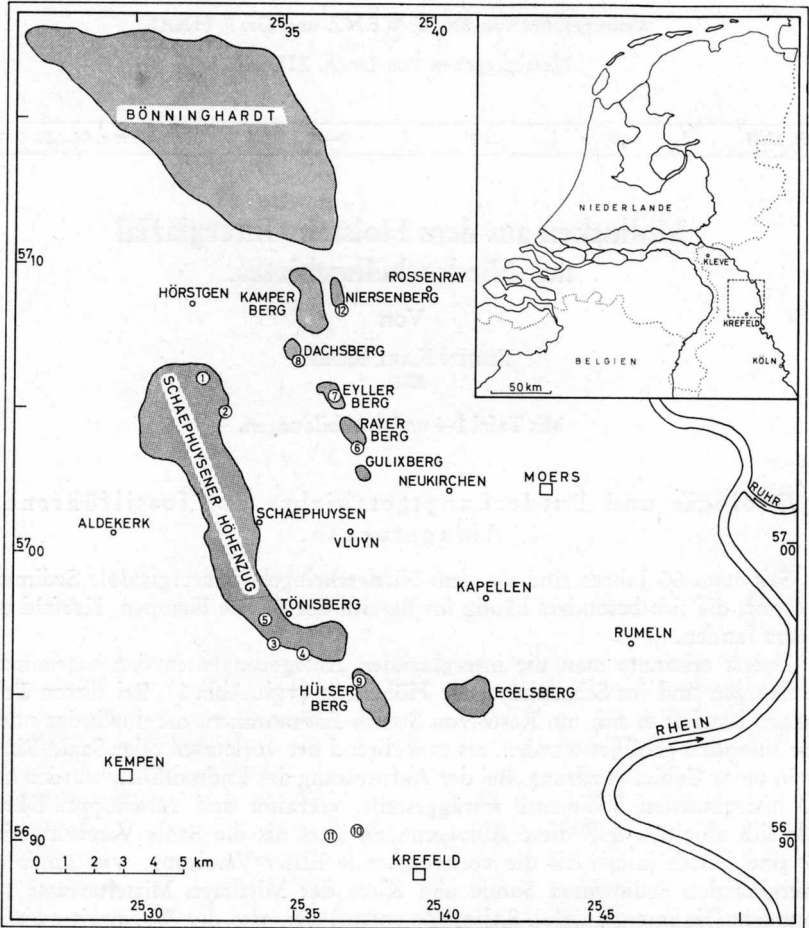 35
25
40
BÖNNINGHARDT
NIEDERLANDE
KLEVE
KREFELD
BELGIEN
KÖLN
50 km
57 10
HÖRSTGEN
KAMPER
BERG
NIERSENBERG
ROSSENRAY
12
DACHSBERG
8
1
2
EYLLER
BERG
7
RAYER
BERG
6
GULIXBERG
NEUKIRCHEN
MOERS
RUHR
SCHAEPHUYSENER HÖHENZUG
ALDEKERK
SCHAEPHUYSEN
VLUYN
57 00
57
00
KAPELLEN
TÖNISBERG
5
3
4
RUMELN
HÜLSER
BERG
9
EGELSBERG
RHEIN
KEMPEN
11
10
56
90
56
90
KREFELD
0 1 2 4 5 km
25 30
25 35
25 40
25 45